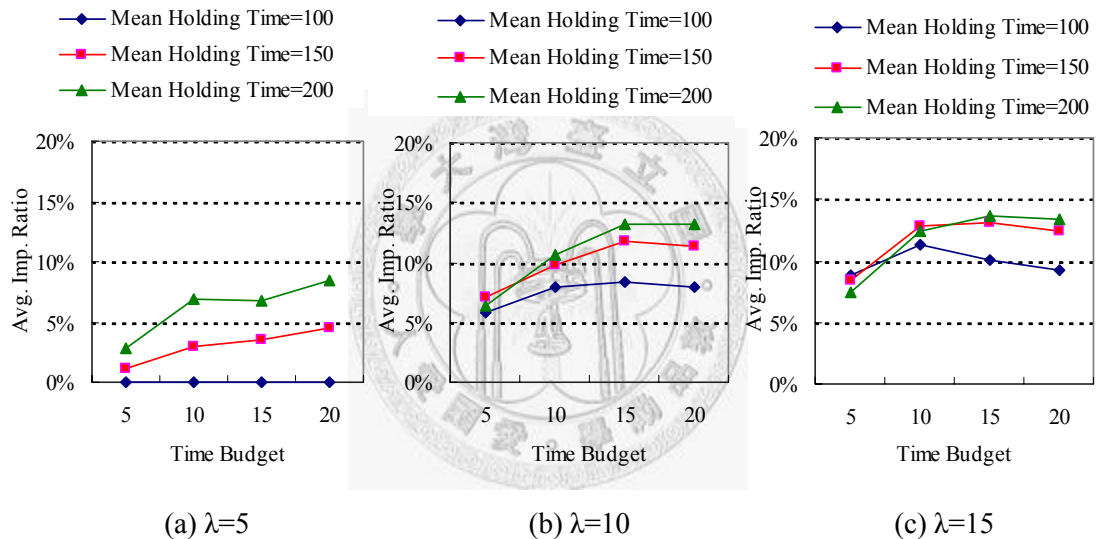 Mean Holding Time=100
Mean Holding Time=150
Mean Holding Time=200
20%
15%
10%
5%
0%
Avg. Imp. Ratio
5 10 15 20
Time Budget
(a) λ=5
Mean Holding Time=100
Mean Holding Time=150
Mean Holding Time=200
20%
15%
10%
5%
0%
Avg. Imp. Ratio
5 10 15 20
Time Budget
(b) λ=10
Mean Holding Time=100
Mean Holding Time=150
Mean Holding Time=200
20%
15%
10%
5%
0%
Avg. Imp. Ratio
5 10 15 20
Time Budget
(c) λ=15